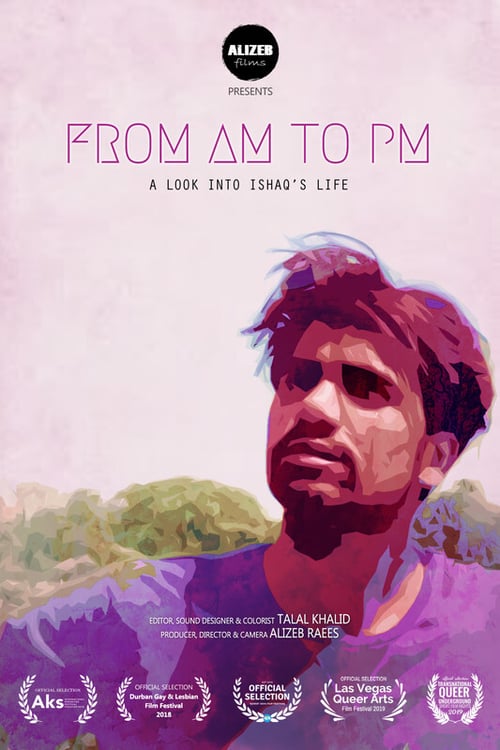 ALIZEB
films
PRESENTS
FROM AM TO PM
A LOOK INTO ISHAQ'S LIFE
EDITOR, SOUND DESIGNER & COLORIST TALAL KHALID
PRODUCER, DIRECTOR & CAMERA ALIZEB RAEES
OFFICIAL SELECTION
Aks
OFFICIAL SELECTION
Durban Gay & Lesbian
Film Festival
2018
OFFICIAL
SELECTION
OFFICIAL SELECTION
Las Vegas
Queer Arts
Film Festival 2019
official selection
TRANSNATIONAL
QUEER
UNDERGROUND
2019